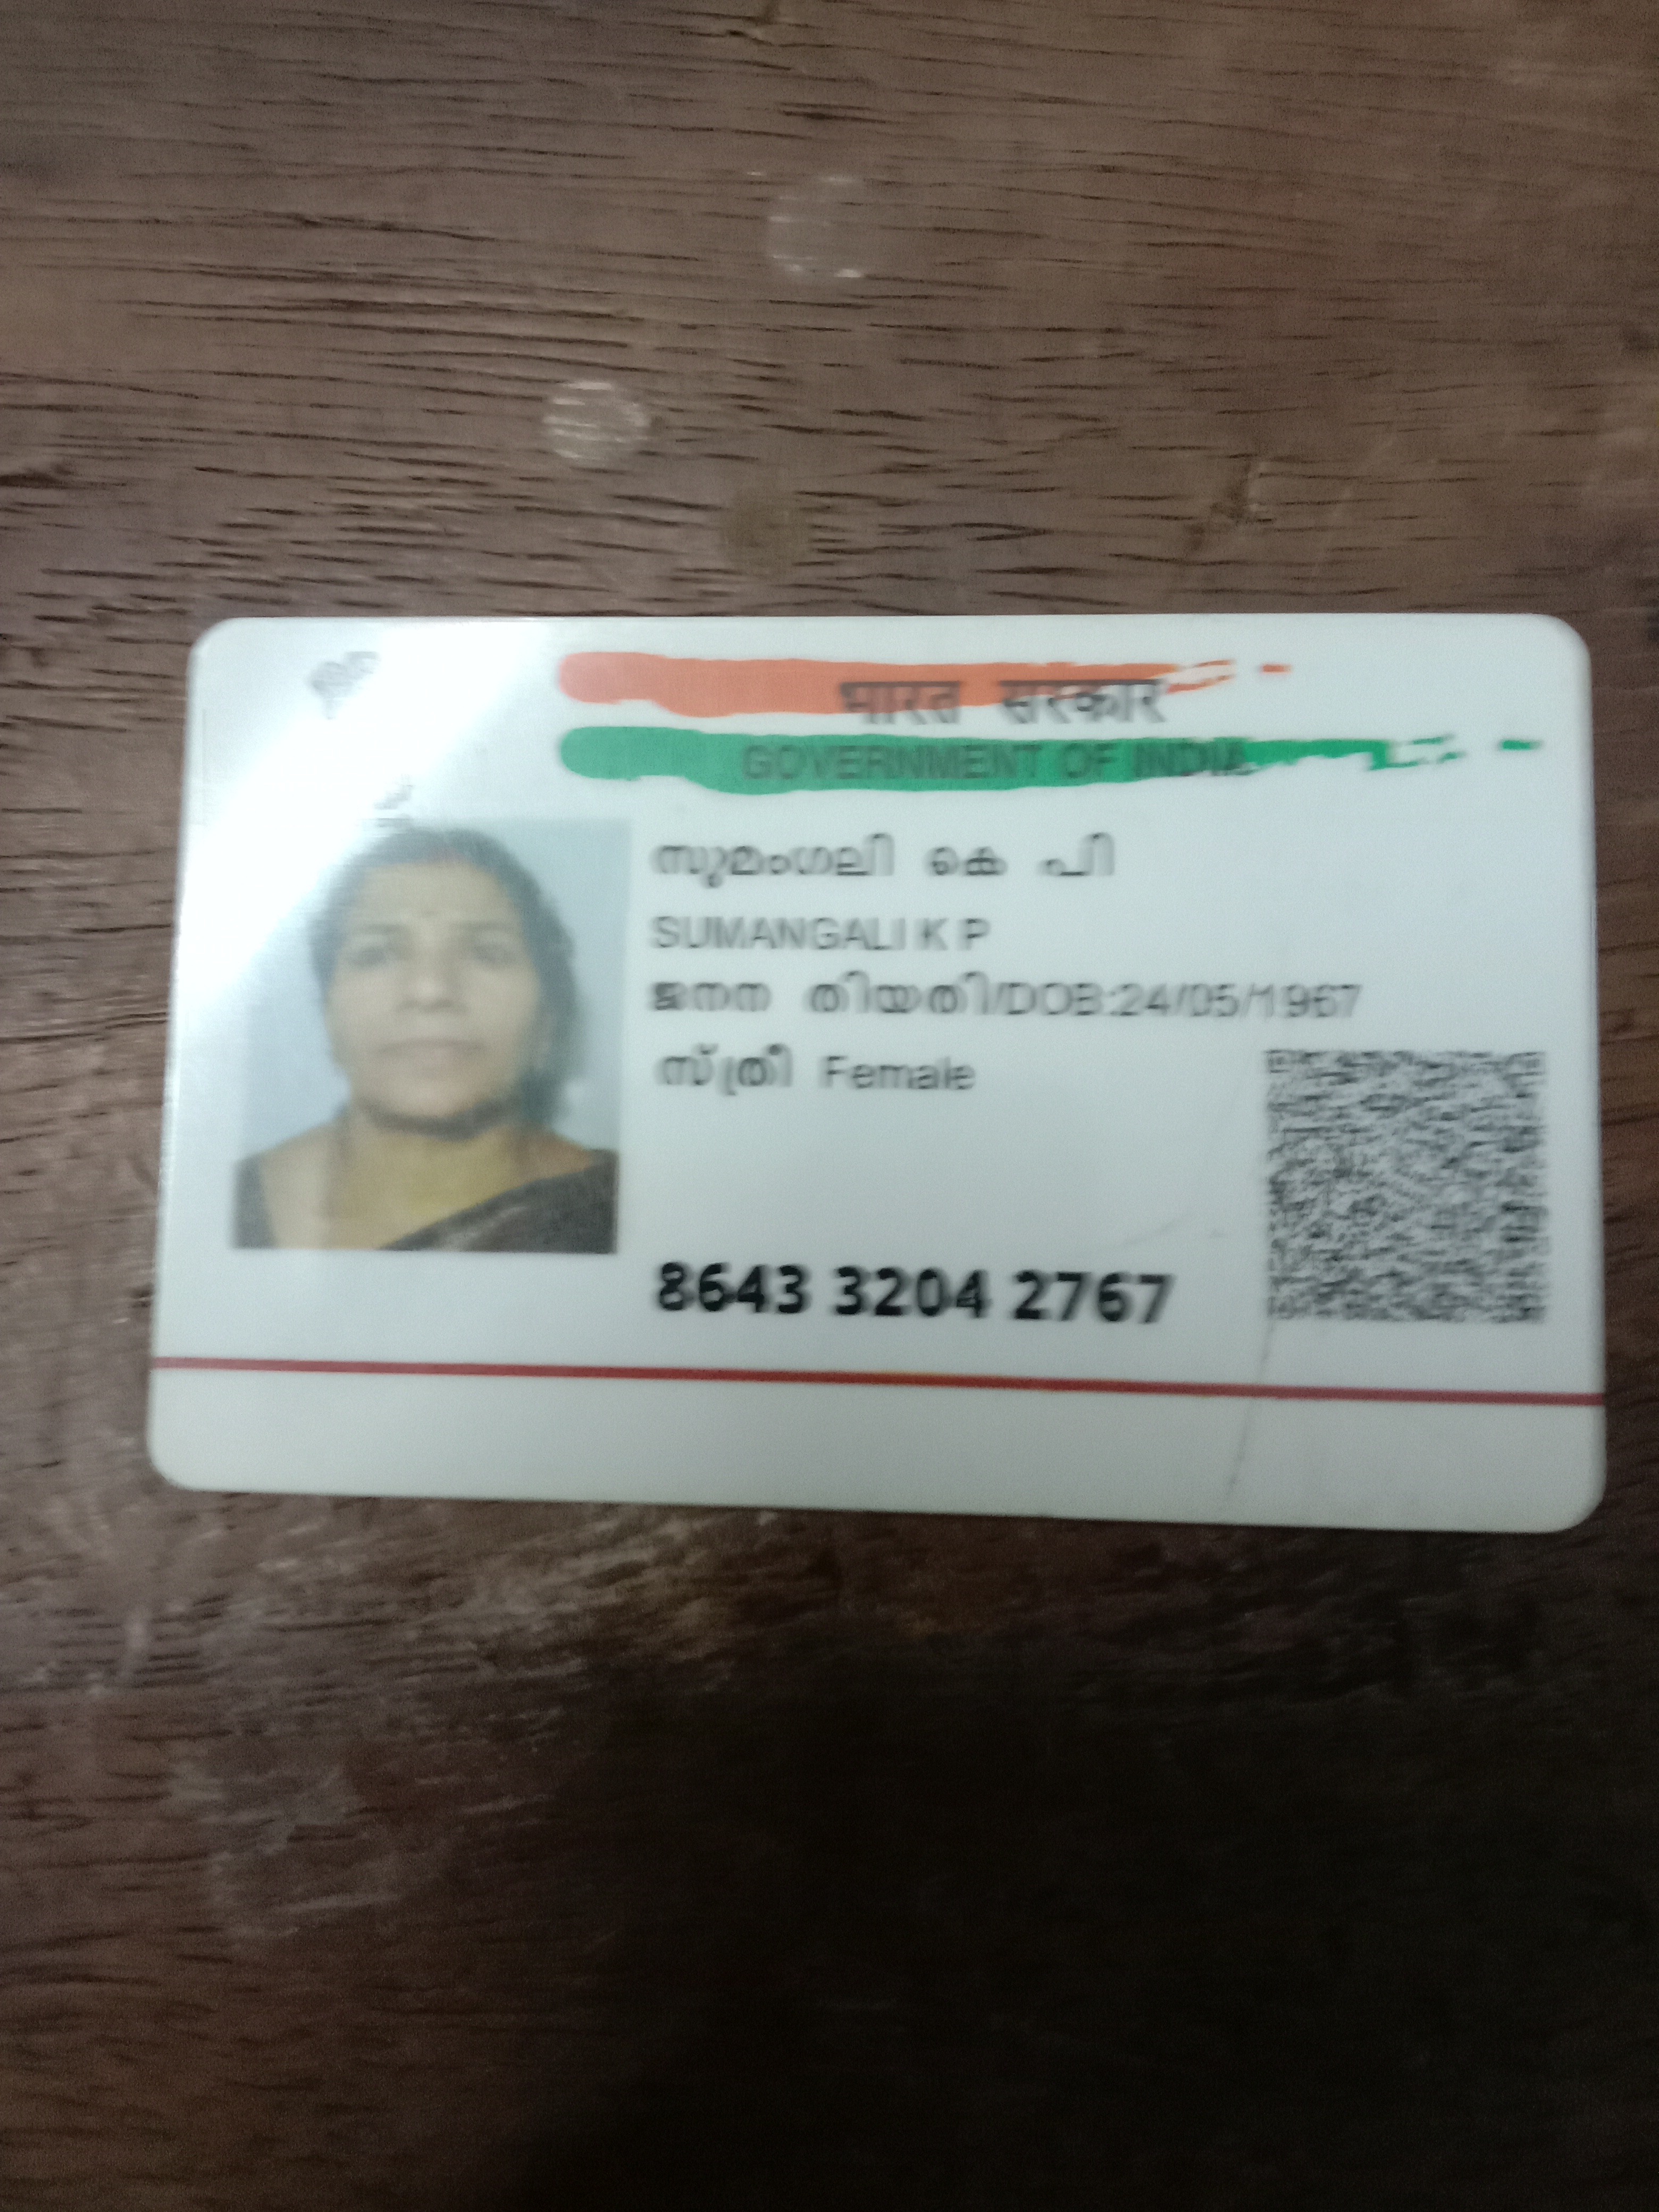 भारत सरकार
GOVERNMENT OF INDIA
സുമംഗലി കെ പി
SUMANGALI K P
ജനന തിയതി/DOB:24/05/1967
സ്ത്രീ Female
8643 3204 2767